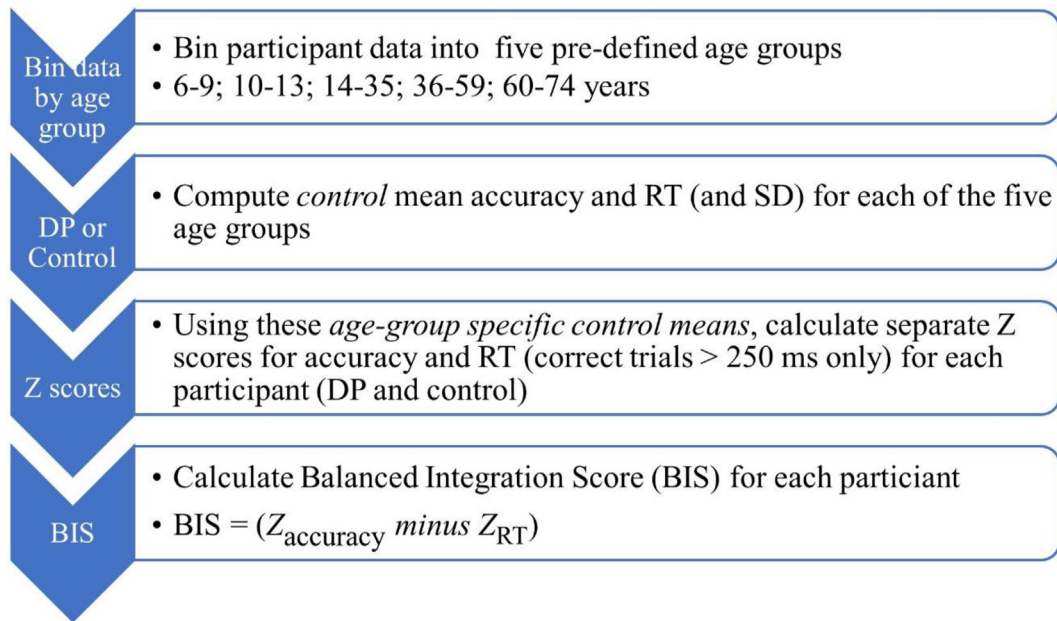 Bin data
by age
group
• Bin participant data into five pre-defined age groups
• 6-9; 10-13; 14-35; 36-59; 60-74 years
DP or
Control
• Compute control mean accuracy and RT (and SD) for each of the five
age groups
Z scores
• Using these age-group specific control means, calculate separate Z
scores for accuracy and RT (correct trials > 250 ms only) for each
participant (DP and control)
BIS
• Calculate Balanced Integration Score (BIS) for each particiant
• BIS = (Zaccuracy minus ZRT)